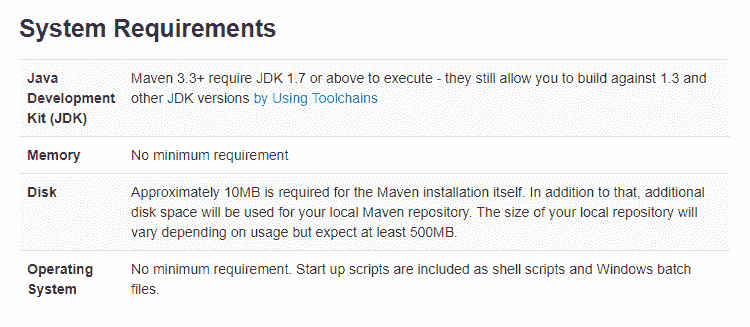 System Requirements
Java Maven 3.3+ require JDK 1.7 or above to execute - they still allow you to build against 1.3 and
Development other JDK versions by Using Toolchains
Kit (JDK)
Memory No minimum requirement
Disk Approximately 10MB is required for the Maven installation itself. In addition to that, additional
disk space will be used for your local Maven repository. The size of your local repository will
vary depending on usage but expect at least 500MB.
Operating No minimum requirement. Start up scripts are included as shell scripts and Windows batch
System files.